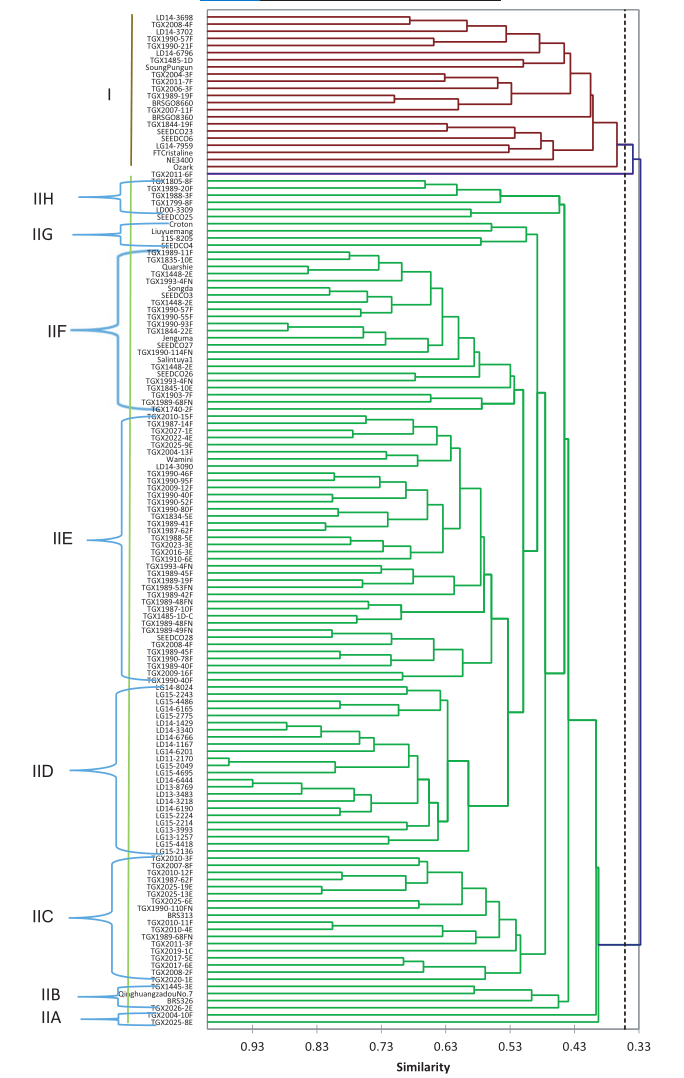 LD14-3698
TGX2008-4F
LD14-3702
TGX1990-57F
TGX1990-21F
LD14-6796
TGX1485-1D
SoungPungun
TGX2004-3F
TGX2011-7F
TGX2006-3F
TGX1989-19F
BRSGO8660
TGX2007-11F
BRSGO8360
TGX1844-19F
SEEDCO23
SEEDCO6
LG14-7959
FTCristaline
NE3400
Ozark
I
TGX2011-6F
TGX1805-8F
TGX1989-20F
TGX1988-3F
TGX1799-8F
LD00-3309
SEEDCO25
IIH
Croton
Liuyuemang
11S-8205
SEEDCO4
IIG
TGX1989-11F
TGX1835-10E
Quarshie
TGX1448-2E
TGX1993-4FN
Songda
SEEDCO3
TGX1448-2E
TGX1990-57F
TGX1990-55F
TGX1990-93F
TGX1844-22E
Jenguma
SEEDCO27
TGX1990-114FN
Salintuya1
TGX1448-2E
SEEDCO26
TGX1993-4FN
TGX1845-10E
TGX1903-7F
TGX1989-68FN
TGX1740-2F
IIF
TGX2010-15F
TGX1987-14F
TGX2027-1E
TGX2022-4E
TGX2025-9E
TGX2004-13F
Wamini
LD14-3090
TGX1990-46F
TGX1990-95F
TGX2009-12F
TGX1990-40F
TGX1990-52F
TGX1990-80F
TGX1834-5E
TGX1989-41F
TGX1987-62F
TGX1988-5E
TGX2023-3E
TGX2016-3E
TGX1910-6E
TGX1993-4FN
TGX1989-45F
TGX1989-19F
TGX1989-53FN
TGX1989-42F
TGX1989-48FN
TGX1987-10F
TGX1485-1D-C
TGX1989-48FN
TGX1989-49FN
SEEDCO28
TGX2008-4F
TGX1989-45F
TGX1990-78F
TGX1989-40F
TGX2009-16F
TGX1990-40F
IIE
LG14-8024
LG15-2243
LG15-4486
LG14-6165
LG15-2775
LD14-1429
LD14-3340
LD14-6766
LD14-1167
LG14-6201
LD11-2170
LG15-2049
LG15-4695
LD14-6444
LD13-8769
LD13-3483
LD14-3218
LD14-6190
LG15-2224
LG15-2214
LG13-3993
LG13-1257
LG15-4418
LG15-2136
IID
TGX2010-3F
TGX2007-8F
TGX2010-12F
TGX1987-62F
TGX2025-19E
TGX2025-13E
TGX2025-6E
TGX1990-110FN
BRS313
TGX2010-11F
TGX2010-4E
TGX1989-68FN
TGX2011-3F
TGX2019-1C
TGX2017-5E
TGX2017-6E
TGX2008-2F
TGX2020-1E
IIC
TGX1445-3E
QinghuangzadouNo.7
BRS326
TGX2026-2E
IIB
TGX2004-10F
TGX2025-8E
IIA
0.93 0.83 0.73 0.63 0.53 0.43 0.33
Similarity